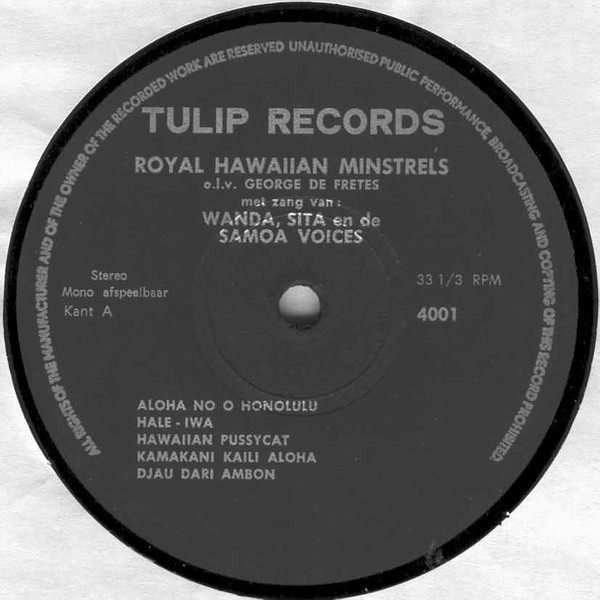 ALL RIGHTS OF THE MANUFACTURER AND OF THE OWNER OF THE RECORDED WORK ARE RESERVED UNAUTHORISED PUBLIC PERFORMANCE, BROADCASTING AND COPYING OF THIS RECORD PROHIBITED.
TULIP RECORDS
ROYAL HAWAIIAN MINSTRELS
o.l.v. GEORGE DE FRETES
met zang van:
WANDA, SITA en de
SAMOA VOICES
Stereo
Mono afspeelbaar
Kant A
33 1/3 RPM
4001
ALOHA NO O HONOLULU
HALE-IWA
HAWAIIAN PUSSYCAT
KAMAKANI KAILI ALOHA
DJAU DARI AMBON